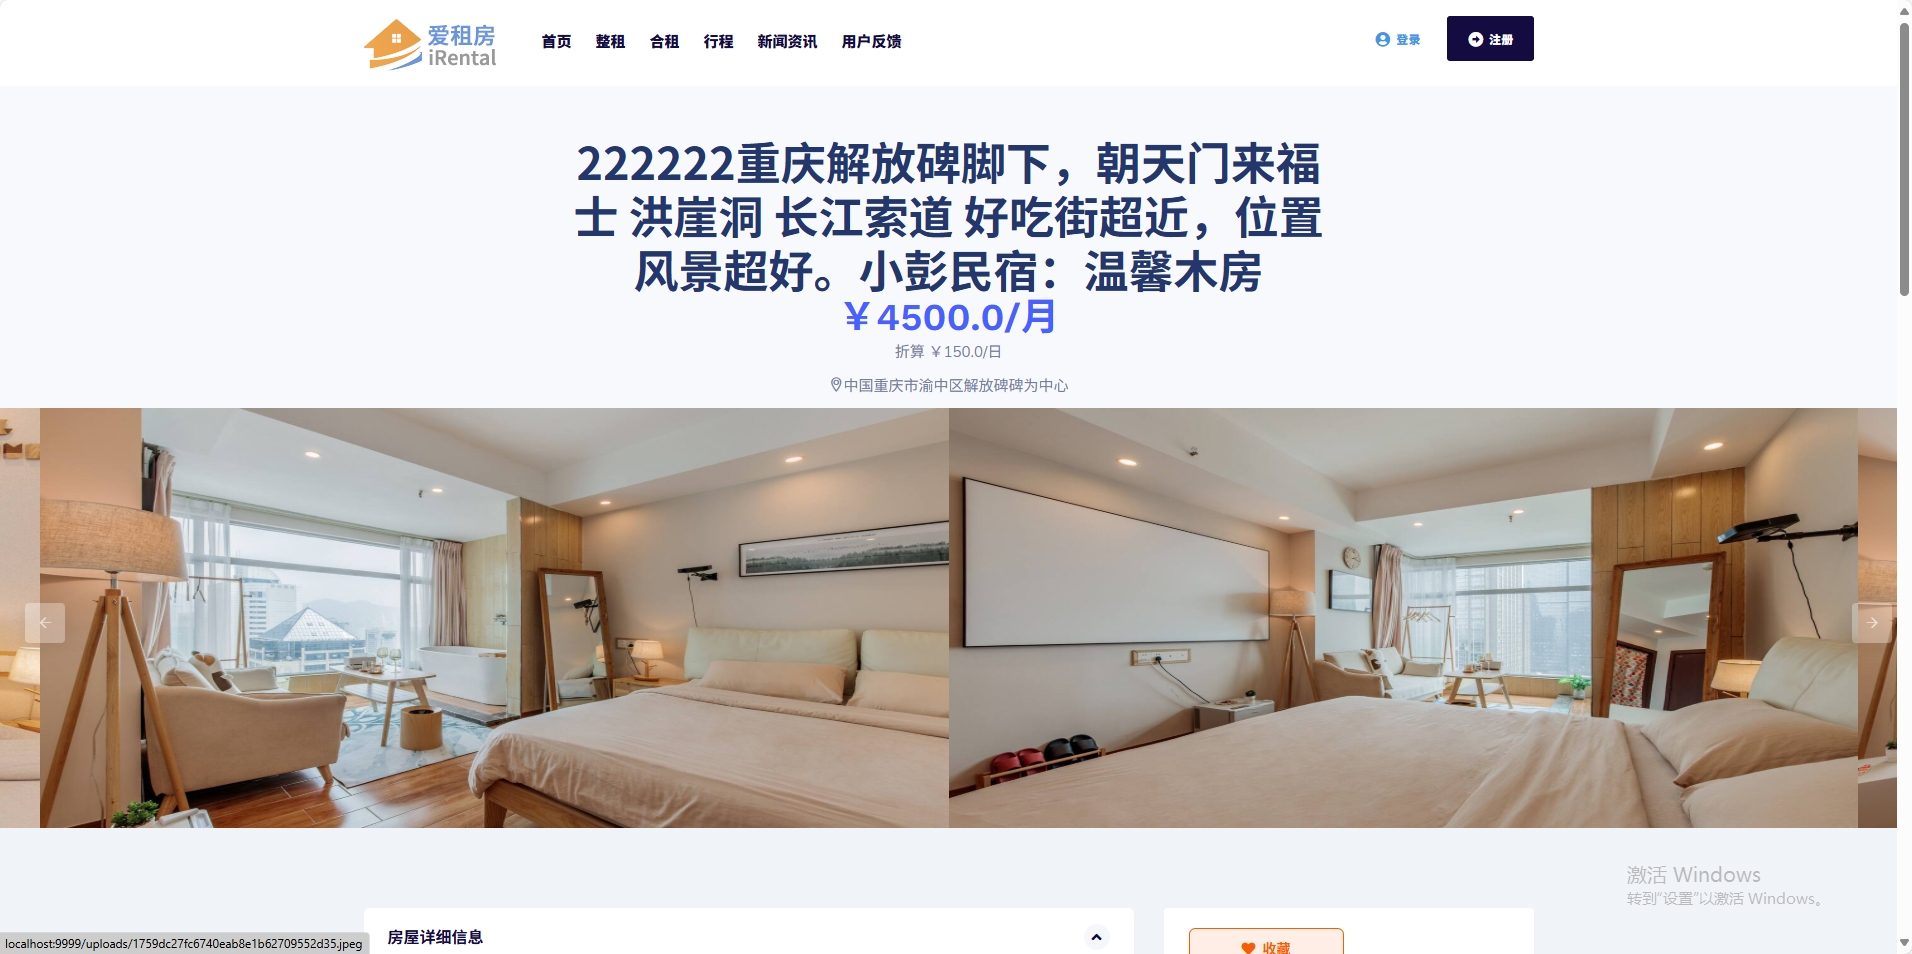 爱租房
iRental
首页 整租 合租 行程 新闻资讯 用户反馈
登录
注册
222222重庆解放碑脚下，朝天门来福
士 洪崖洞 长江索道 好吃街超近，位置
风景超好。小彭民宿：温馨木房
￥4500.0/月
折算 ￥150.0/日
中国重庆市渝中区解放碑碑为中心
激活 Windows
转到“设置”以激活 Windows。
房屋详细信息
收藏
localhost:9999/uploads/1759dc27fc6740eab8e1b62709552d35.jpeg